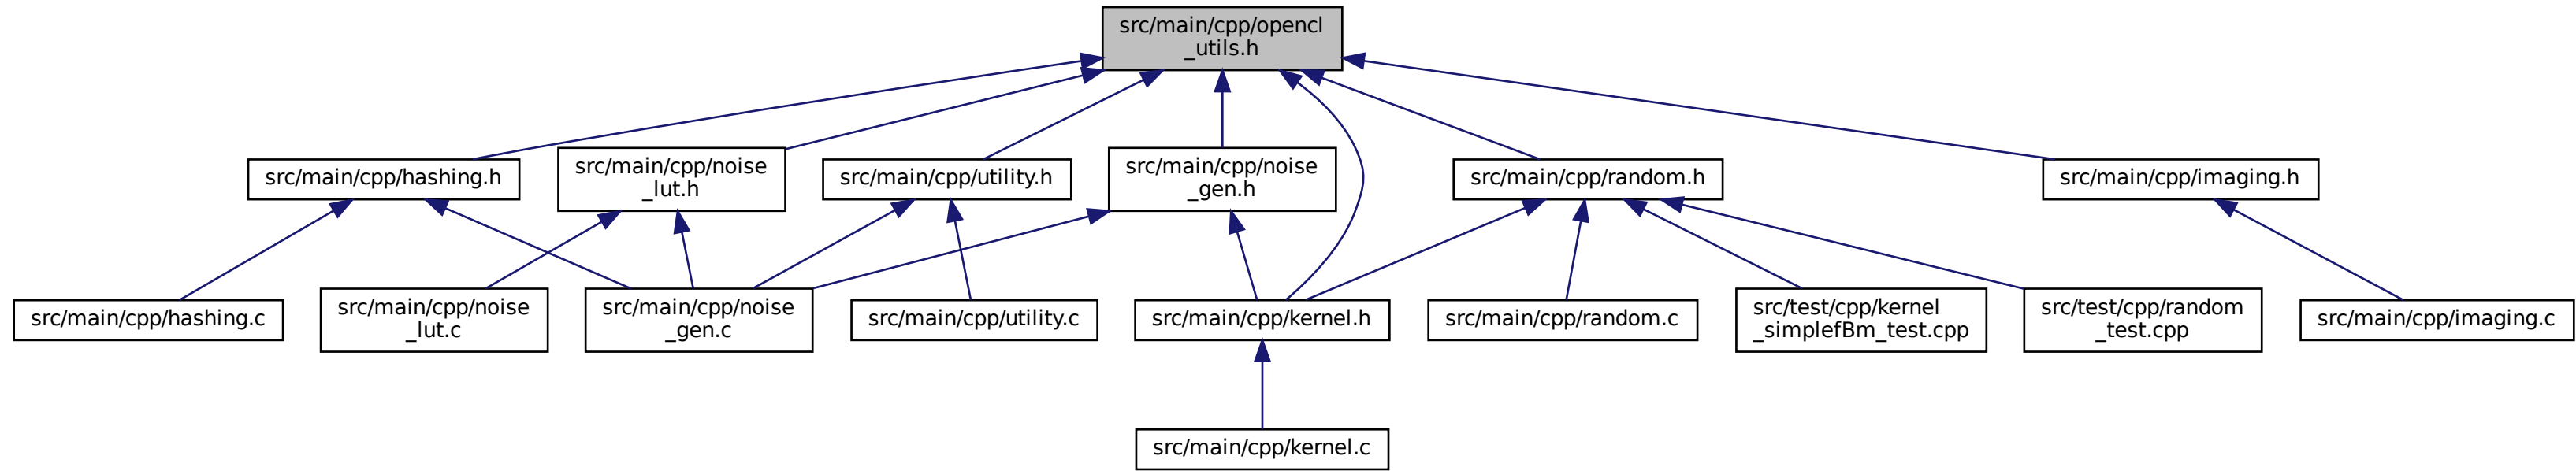 src/main/cpp/opencl
_utils.h
src/main/cpp/hashing.h
src/main/cpp/noise
_lut.h
src/main/cpp/utility.h
src/main/cpp/noise
_gen.h
src/main/cpp/random.h
src/main/cpp/imaging.h
src/main/cpp/hashing.c
src/main/cpp/noise
_lut.c
src/main/cpp/noise
_gen.c
src/main/cpp/utility.c
src/main/cpp/kernel.h
src/main/cpp/random.c
src/test/cpp/kernel
_simplefBm_test.cpp
src/test/cpp/random
_test.cpp
src/main/cpp/imaging.c
src/main/cpp/kernel.c